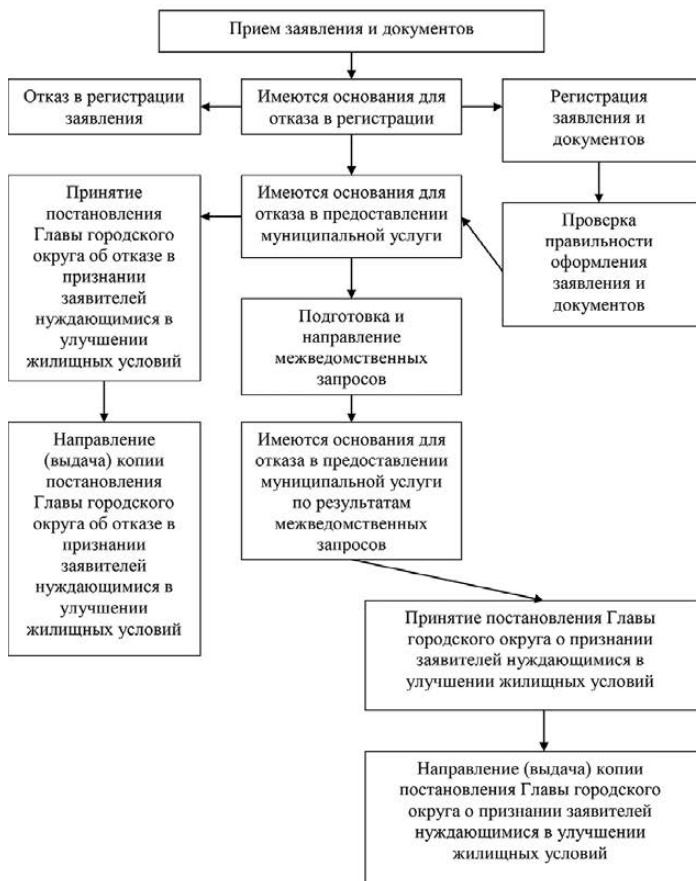 Прием заявления и документов
Отказ в регистрации
заявления
Имеются основания для
отказа в регистрации
Регистрация
заявления и
документов
Принятие
постановления
Главы городского
округа об отказе в
признании
заявителей
нуждающимися в
улучшении
жилищных условий
Имеются основания для
отказа в предоставлении
муниципальной услуги
Проверка
правильности
оформления
заявления и
документов
Подготовка и
направление
межведомственных
запросов
Направление
(выдача) копии
постановления
Главы городского
округа об отказе в
признании
заявителей
нуждающимися в
улучшении
жилищных условий
Имеются основания для
отказа в предоставлении
муниципальной услуги
по результатам
межведомственных
запросов
Принятие постановления Главы
городского округа о признании
заявителей нуждающимися в
улучшении жилищных условий
Направление (выдача) копии
постановления Главы городского
округа о признании заявителей
нуждающимися в улучшении
жилищных условий